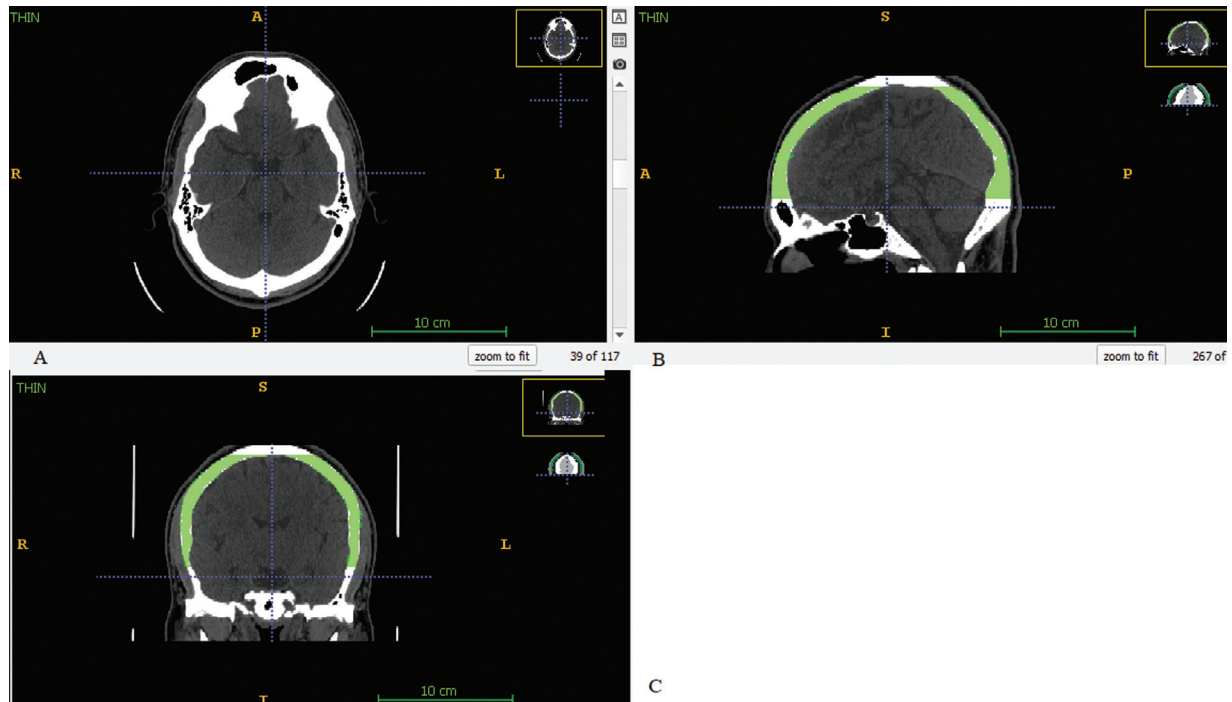 THIN
A
A
R
L
P
10 cm
A
zoom to fit
39 of 117
THIN
S
A
P
I
10 cm
B
zoom to fit
267 of
THIN
S
R
L
I
10 cm
C